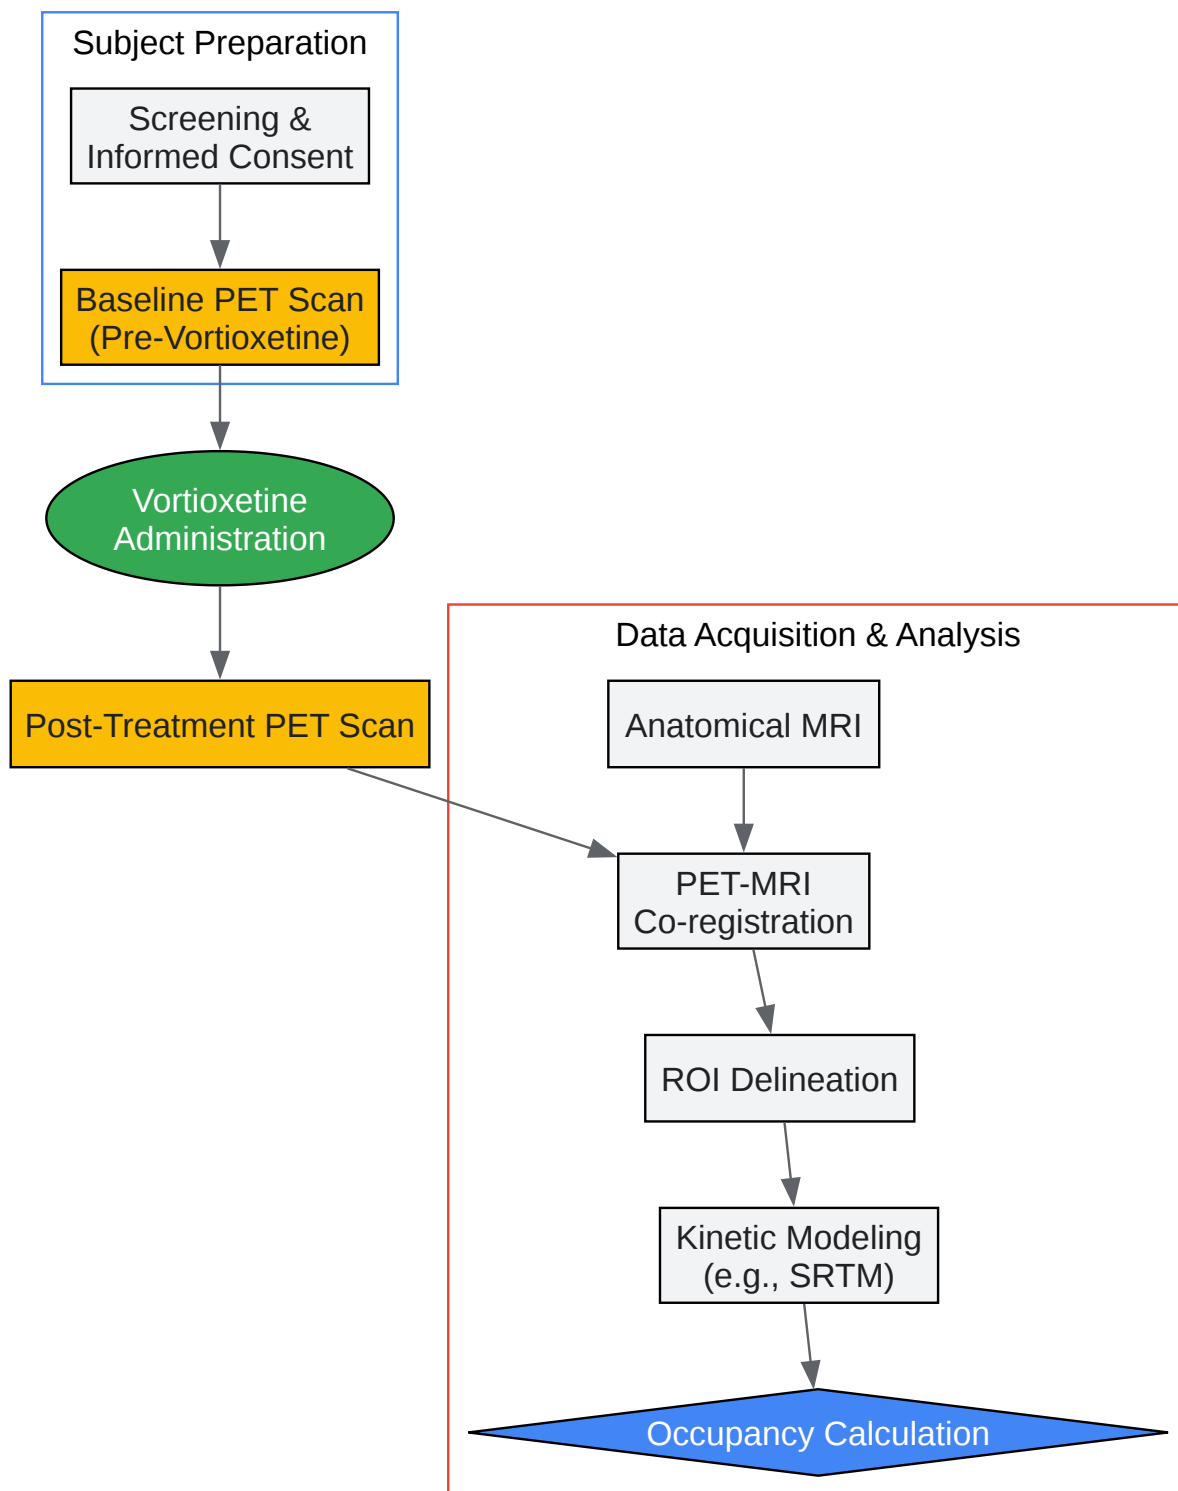 Subject Preparation
Screening &
Informed Consent
Baseline PET Scan
(Pre-Vortioxetine)
Vortioxetine
Administration
Post-Treatment PET Scan
Data Acquisition & Analysis
Anatomical MRI
PET-MRI
Co-registration
ROI Delineation
Kinetic Modeling
(e.g., SRTM)
Occupancy Calculation